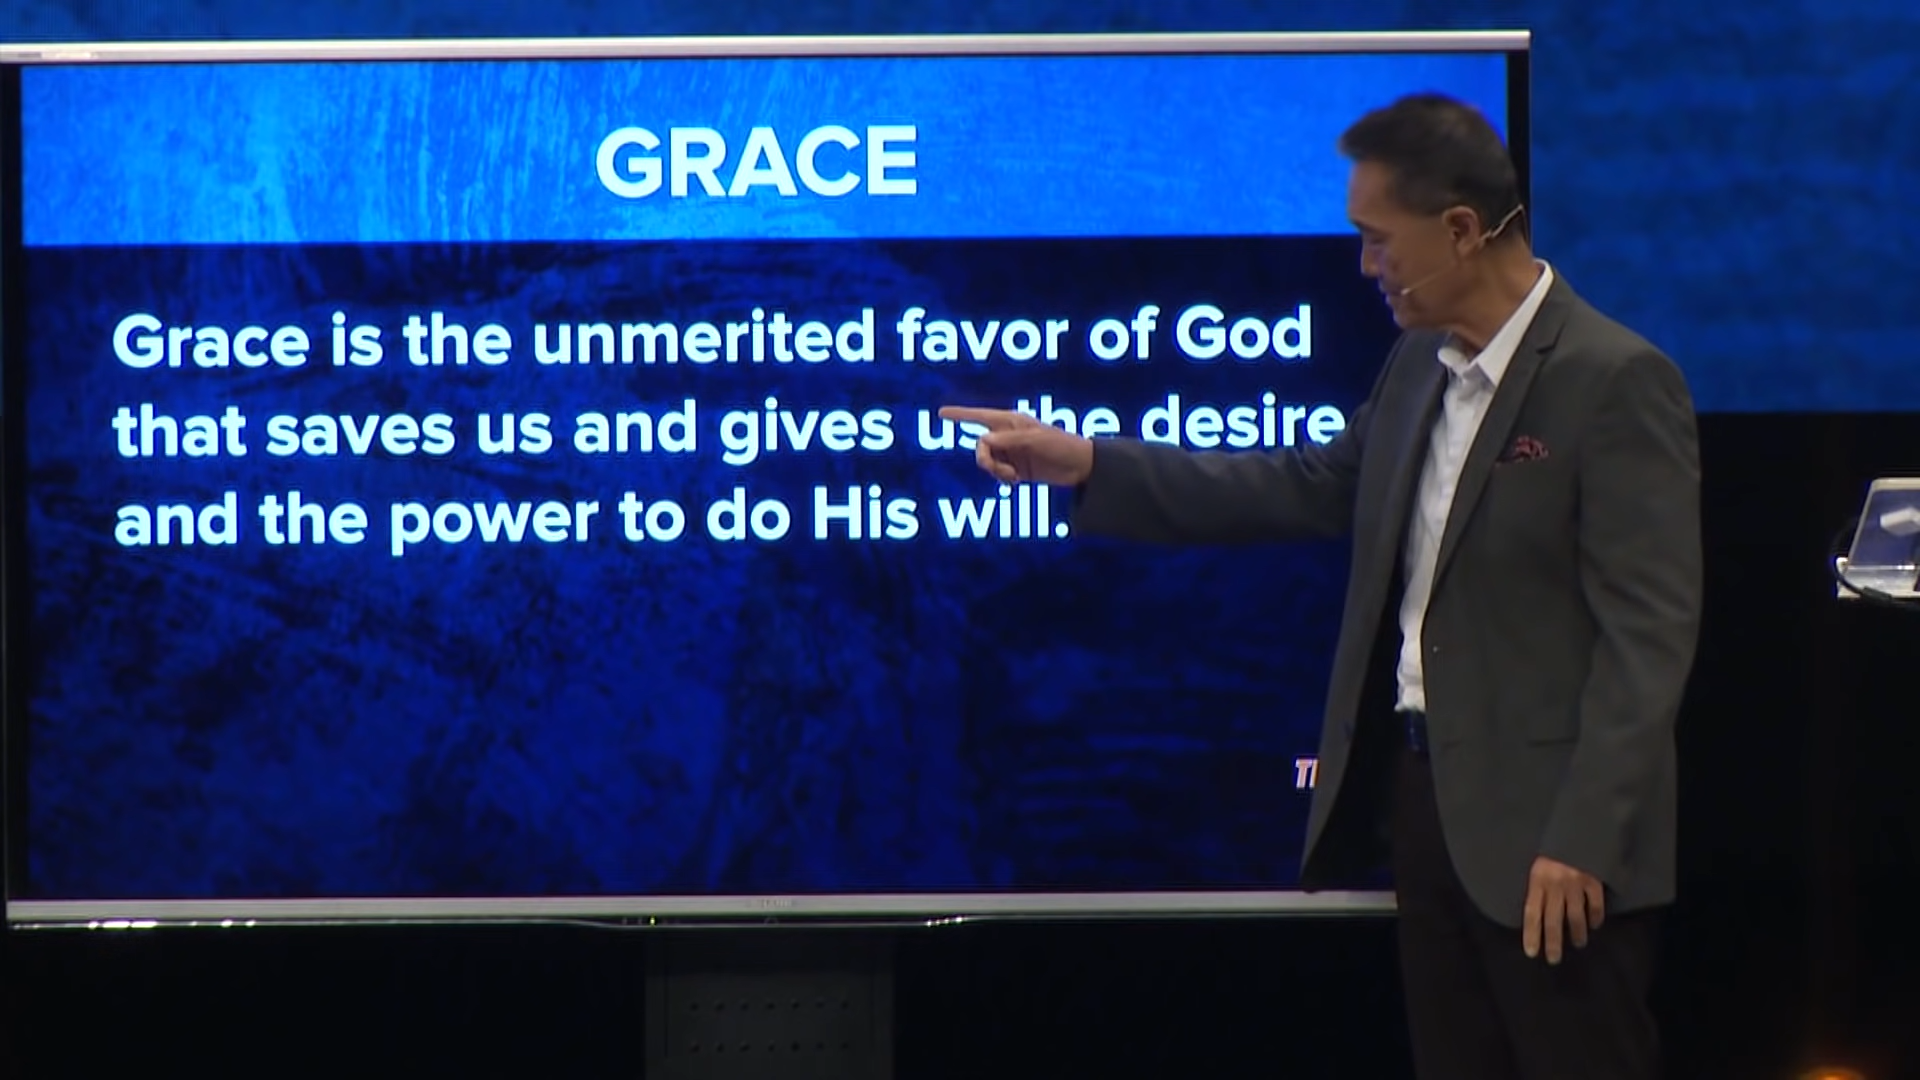 GRACE
Grace is the unmerited favor of God
that saves us and gives us the desire
and the power to do His will.